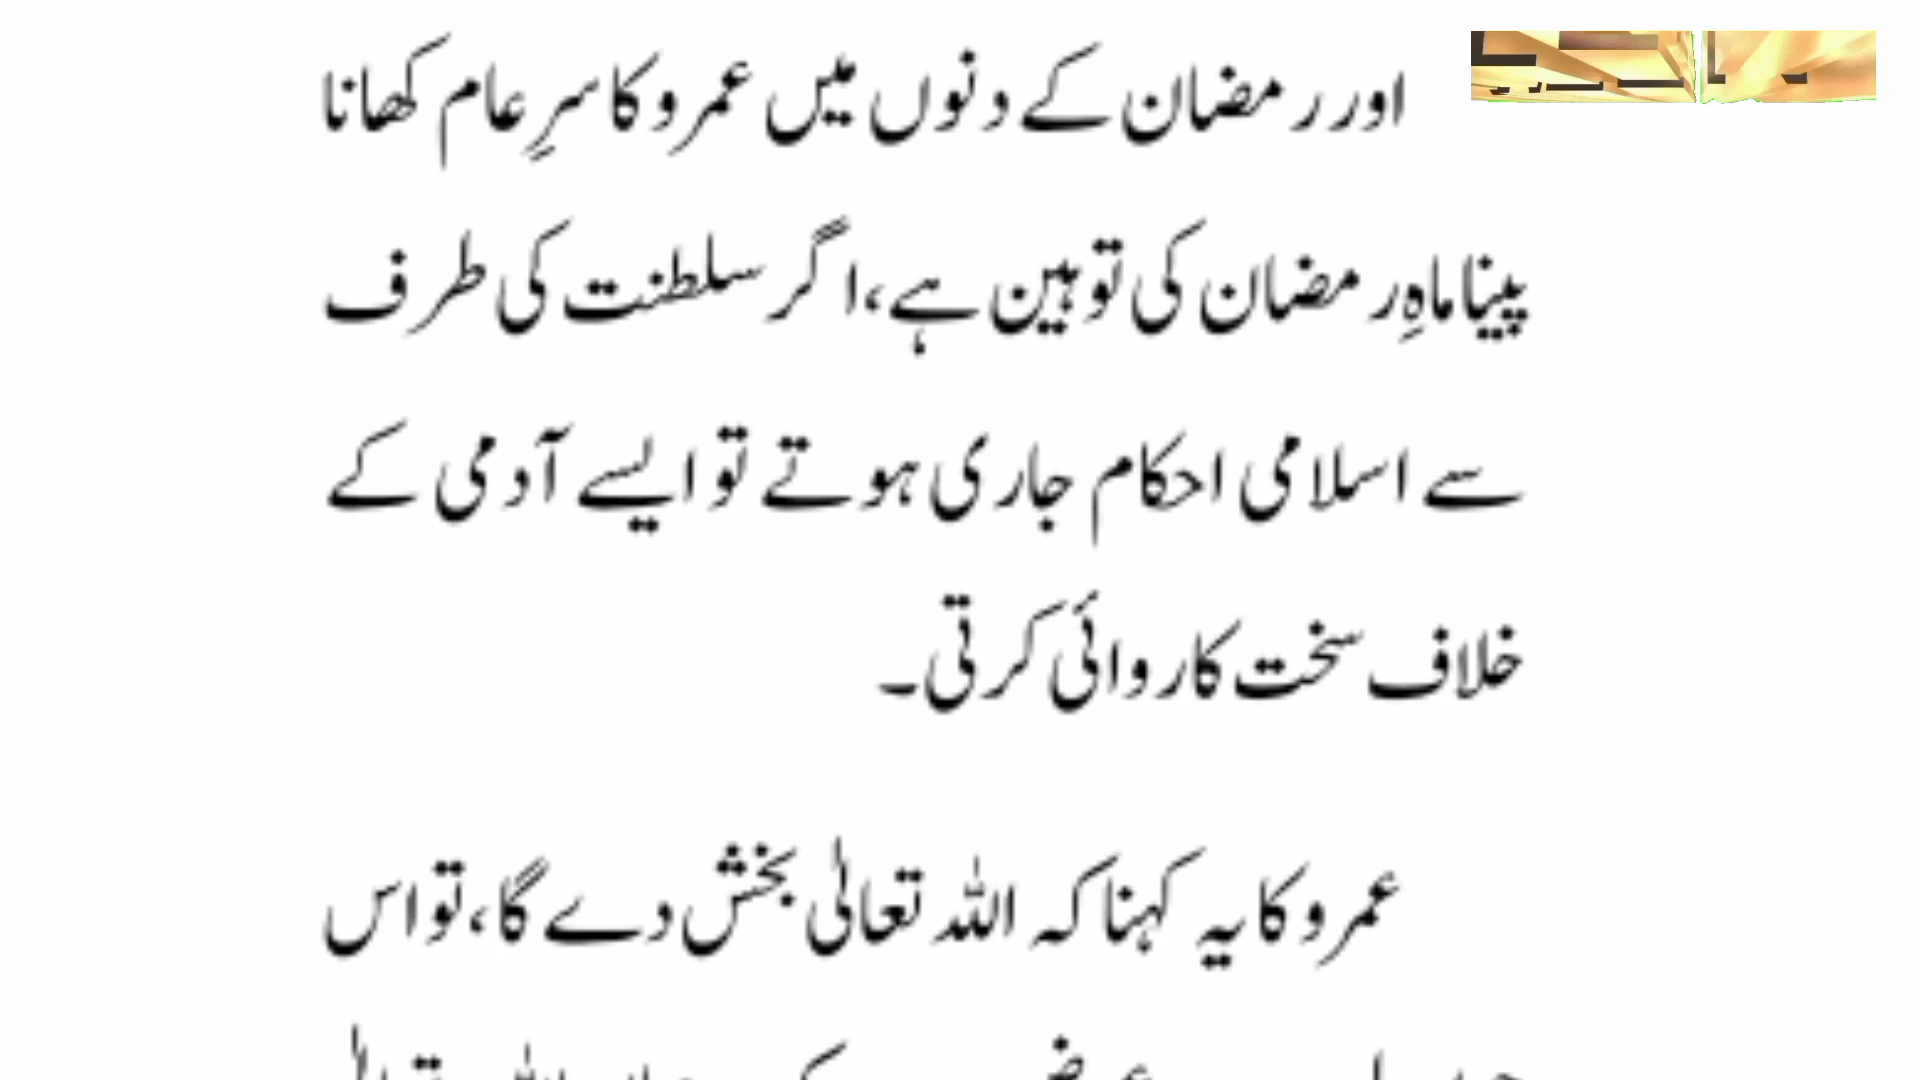 اور رمضان کے دنوں میں عمرو کا سرِ عام کھانا
پینا ماہِ رمضان کی توہین ہے، اگر سلطنت کی طرف
سے اسلامی احکام جاری ہوتے تو ایسے آدمی کے
خلاف سخت کاروائی کرتی۔
عمرو کا یہ کہنا کہ اللہ تعالٰی بخش دے گا، تو اس